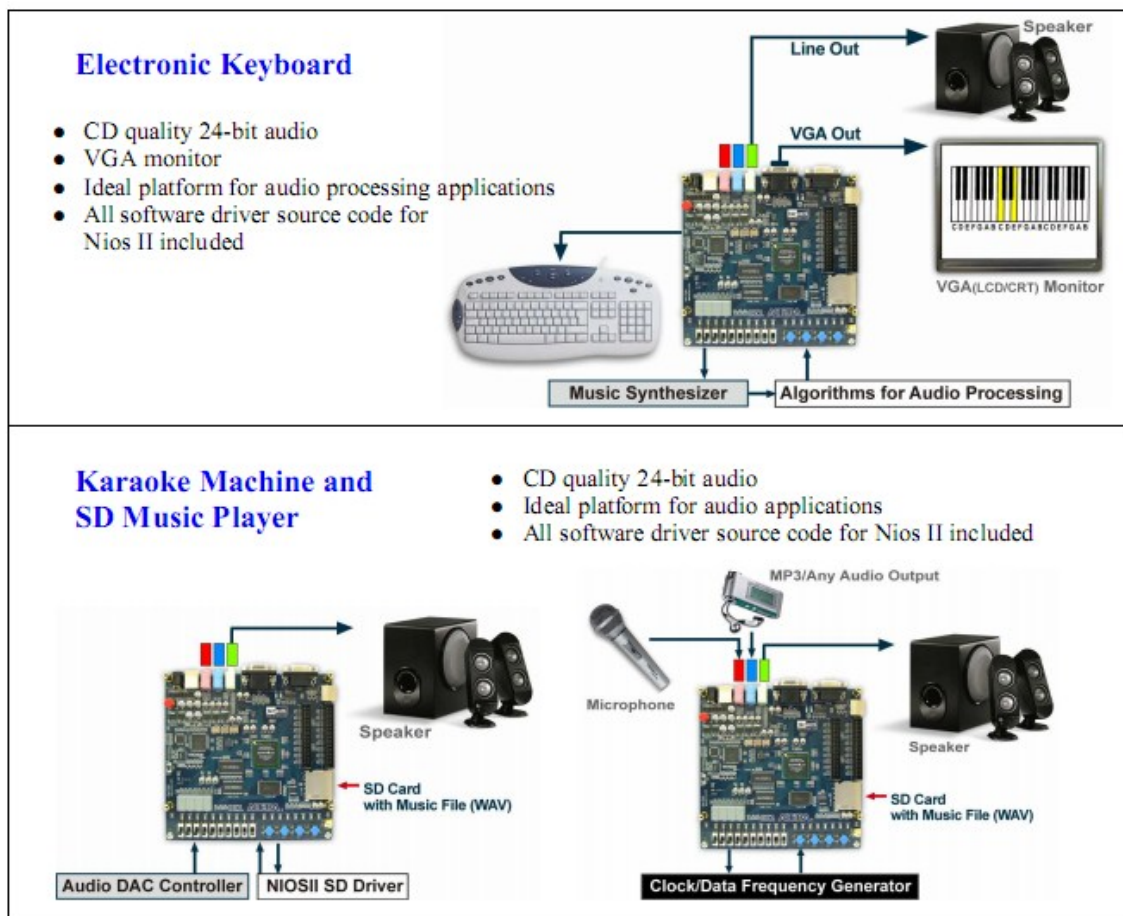 Electronic Keyboard
● CD quality 24-bit audio
● VGA monitor
● Ideal platform for audio processing applications
● All software driver source code for
Nios II included
Line Out
Speaker
VGA Out
C D E F G A B C D E F G A B C D E F G A B
VGA(LCD/CRT) Monitor
Music Synthesizer
Algorithms for Audio Processing
Karaoke Machine and
SD Music Player
● CD quality 24-bit audio
● Ideal platform for audio applications
● All software driver source code for Nios II included
Speaker
SD Card
with Music File (WAV)
Audio DAC Controller
NIOSII SD Driver
MP3/Any Audio Output
Microphone
Speaker
SD Card
with Music File (WAV)
Clock/Data Frequency Generator